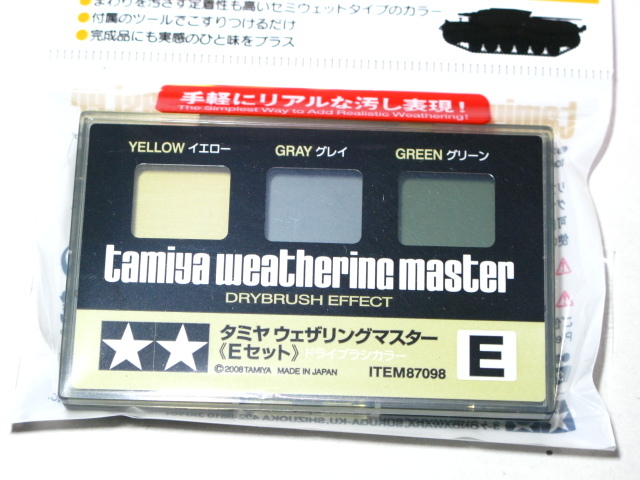 まわりを汚さす定着性も高いセミウェットタイプのカラー
付属のツールでこすりつけるだけ
完成品にも実感のひと味をプラス
手軽にリアルな汚し表現!
The Simplest Way to Add Realistic Weathering!
YELLOW イエロー
GRAY グレイ
GREEN グリーン
tamiya weathering master
DRYBRUSH EFFECT
タミヤ ウェザリングマスター
《Eセット》ドライブラシカラー
©2008 TAMIYA MADE IN JAPAN
ITEM87098
E